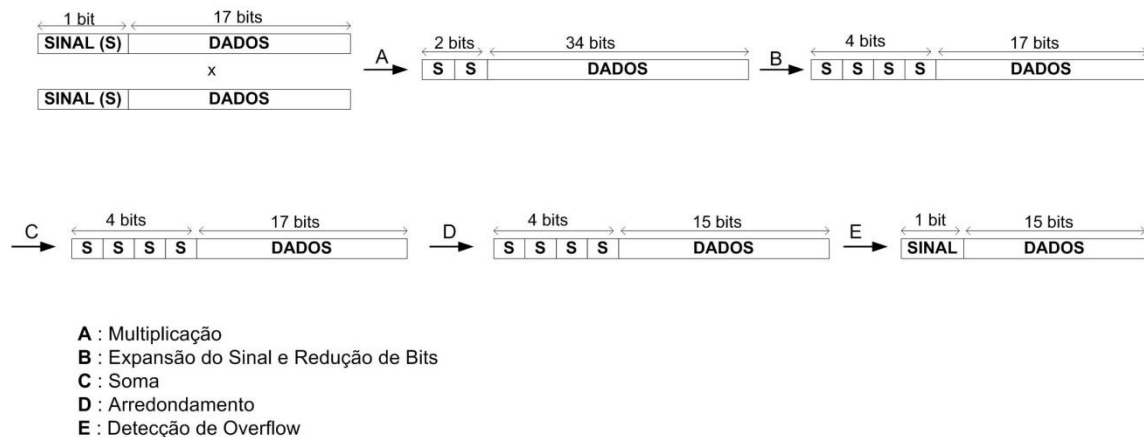 1 bit 17 bits
SINAL (S) DADOS
x
SINAL (S) DADOS
A
2 bits 34 bits
S S DADOS
B
4 bits 17 bits
S S S S DADOS
C
4 bits 17 bits
S S S S DADOS
D
4 bits 15 bits
S S S S DADOS
E
1 bit 15 bits
SINAL DADOS
A : Multiplicação
B : Expansão do Sinal e Redução de Bits
C : Soma
D : Arredondamento
E : Detecção de Overflow